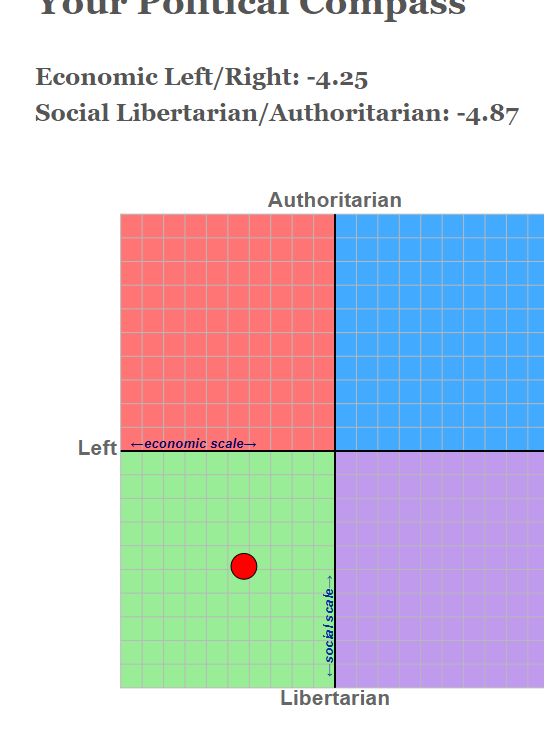 Your Political Compass
Economic Left/Right: -4.25
Social Libertarian/Authoritarian: -4.87
Authoritarian
Left
←economic scale→
←social scale→
Libertarian